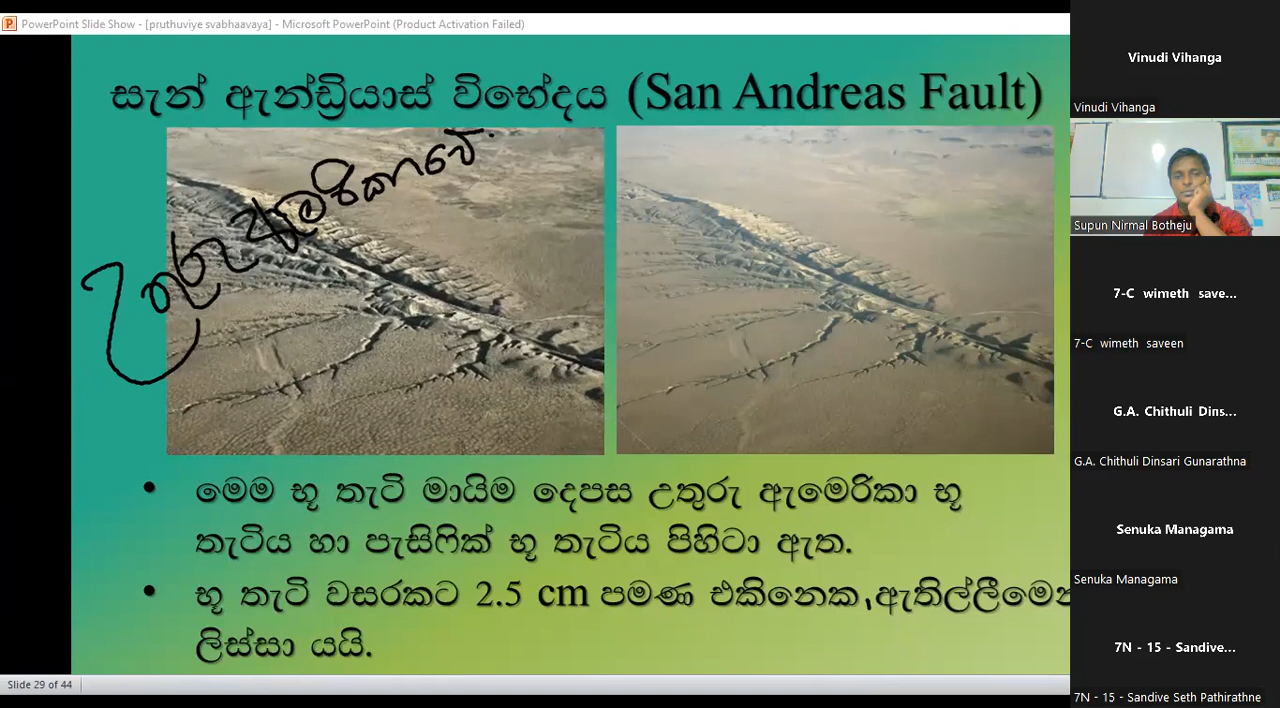 PowerPoint Slide Show - [pruthuviye svabhaavaya] - Microsoft PowerPoint (Product Activation Failed)
සැන් ඇන්ඩ්‍රියාස් විභේදය (San Andreas Fault)
උතුරු ඇමරිකාවේ.
• මෙම භූ තැටි මායිම දෙපස උතුරු ඇමෙරිකා භූ
තැටිය හා පැසිෆික් භූ තැටිය පිහිටා ඇත.
• භූ තැටි වසරකට 2.5 cm පමණ එකිනෙක ඇතිල්ලීමෙන්
ලිස්සා යයි.
Slide 29 of 44
Vinudi Vihanga
Vinudi Vihanga
Supun Nirmal Botheju
7-C wimeth save...
7-C wimeth saveen
G.A. Chithuli Dins...
G.A. Chithuli Dinsari Gunarathna
Senuka Managama
Senuka Managama
7N - 15 - Sandive...
7N - 15 - Sandive Seth Pathirathne